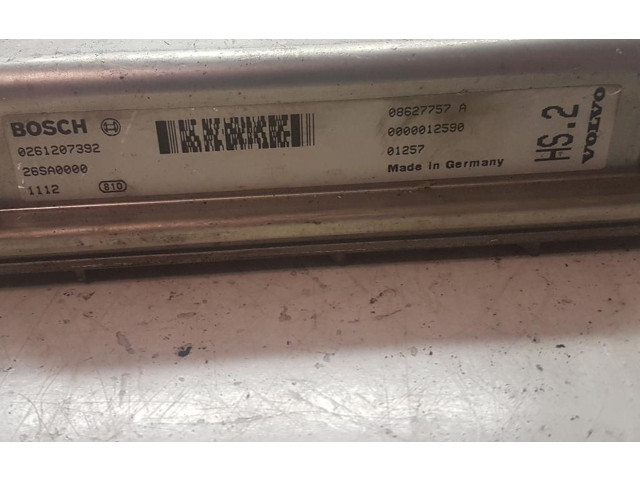 BOSCH
0261207392
26SA0000
1112 810
08627757 A
0000012590
01257
Made in Germany
HS.2
VOLVO